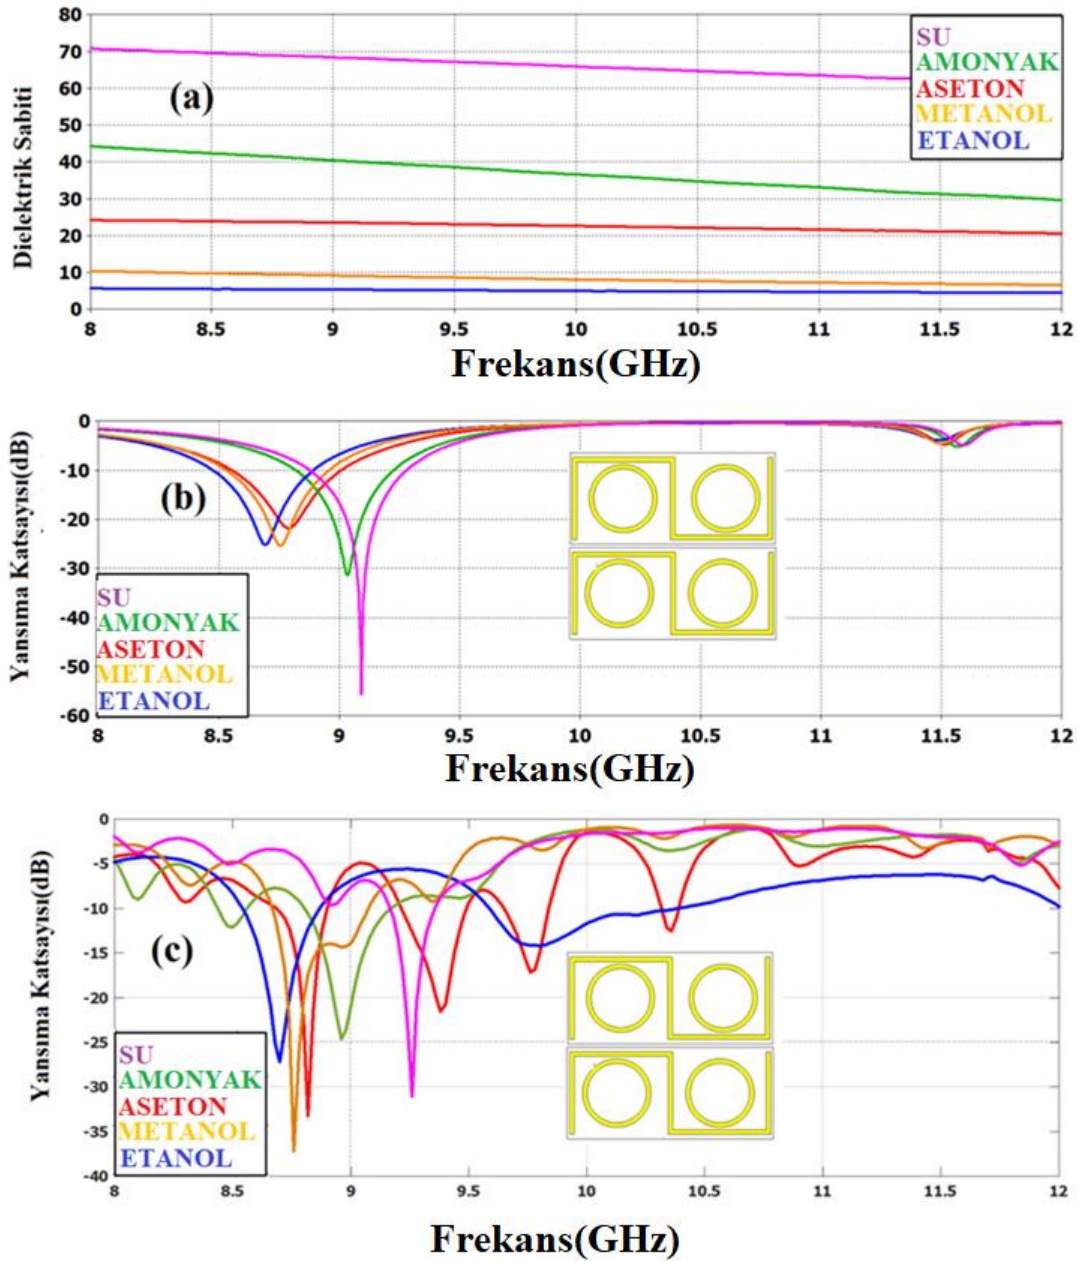 80
70
60
50
40
30
20
10
0
Dielektrik Sabiti
(a)
SU
AMONYAK
ASETON
METANOL
ETANOL
8 8.5 9 9.5 10 10.5 11 11.5 12
Frekans(GHz)
0
-10
-20
-30
-40
-50
-60
Yansıma Katsayısı(dB)
(b)
SU
AMONYAK
ASETON
METANOL
ETANOL
8 8.5 9 9.5 10 10.5 11 11.5 12
Frekans(GHz)
0
-5
-10
-15
-20
-25
-30
-35
-40
Yansıma Katsayısı(dB)
(c)
SU
AMONYAK
ASETON
METANOL
ETANOL
8 8.5 9 9.5 10 10.5 11 11.5 12
Frekans(GHz)